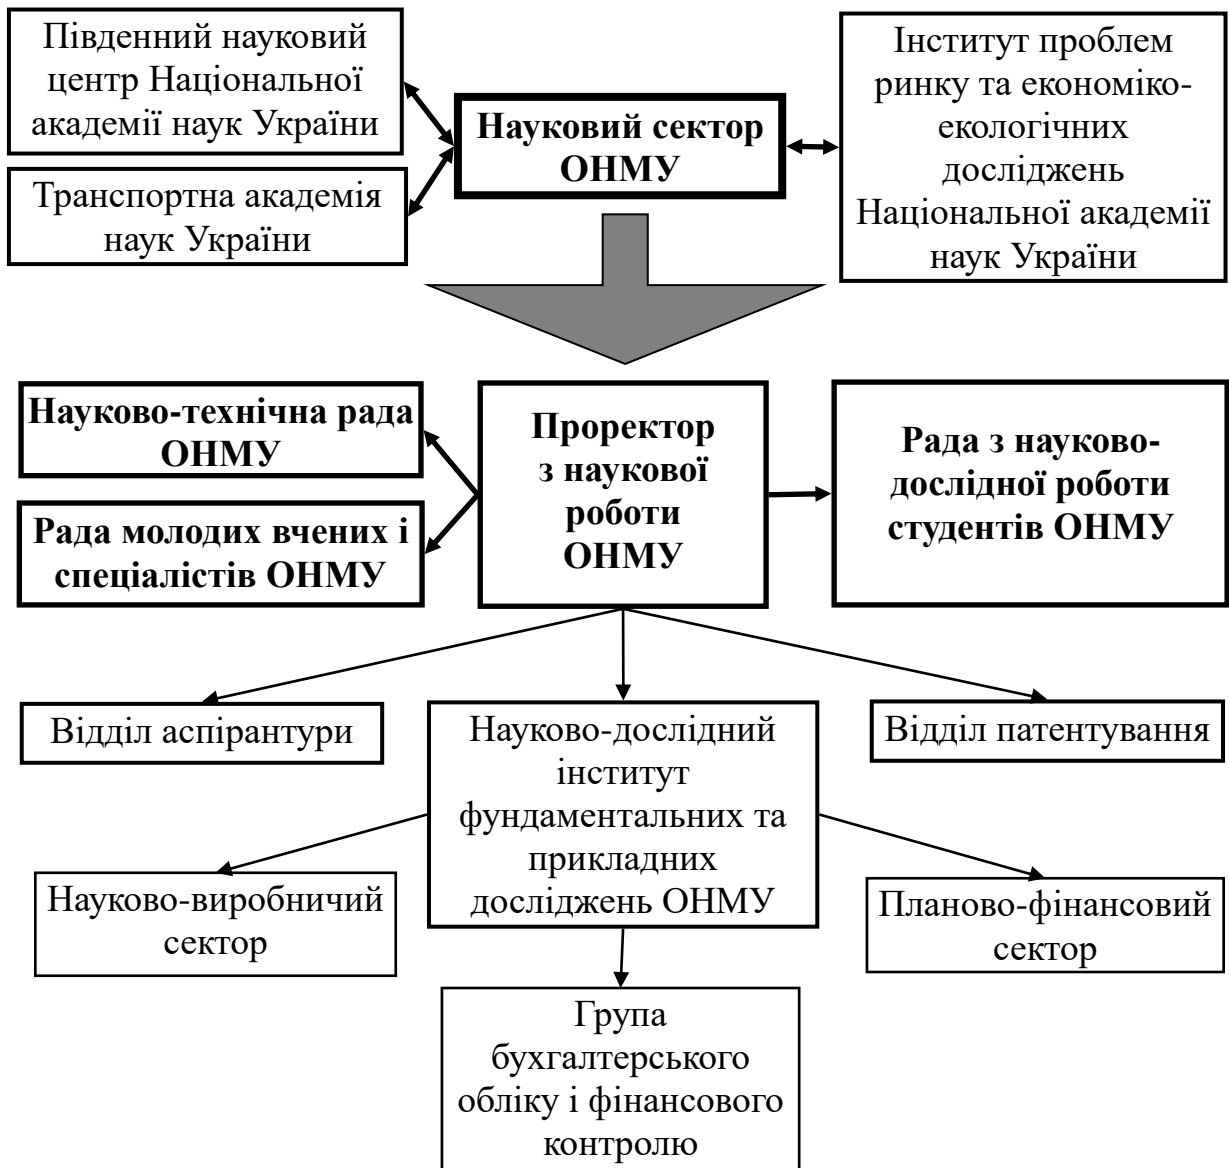 Південний науковий
центр Національної
академії наук України
Науковий сектор
ОНМУ
Інститут проблем
ринку та економіко-
екологічних
досліджень
Національної академії
наук України
Транспортна академія
наук України
Науково-технічна рада
ОНМУ
Рада молодих вчених і
спеціалістів ОНМУ
Проректор
з наукової
роботи
ОНМУ
Рада з науково-
дослідної роботи
студентів ОНМУ
Відділ аспірантури
Науково-дослідний
інститут
фундаментальних та
прикладних
досліджень ОНМУ
Відділ патентування
Науково-виробничий
сектор
Планово-фінансовий
сектор
Група
бухгалтерського
обліку і фінансового
контролю